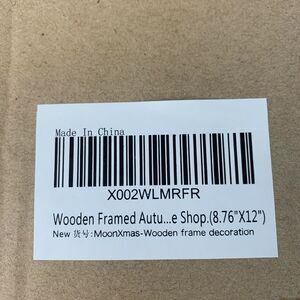 Made In China
X002WLMRFR
Wooden Framed Autu...e Shop.(8.76"X12")
New 货号:MoonXmas-Wooden frame decoration